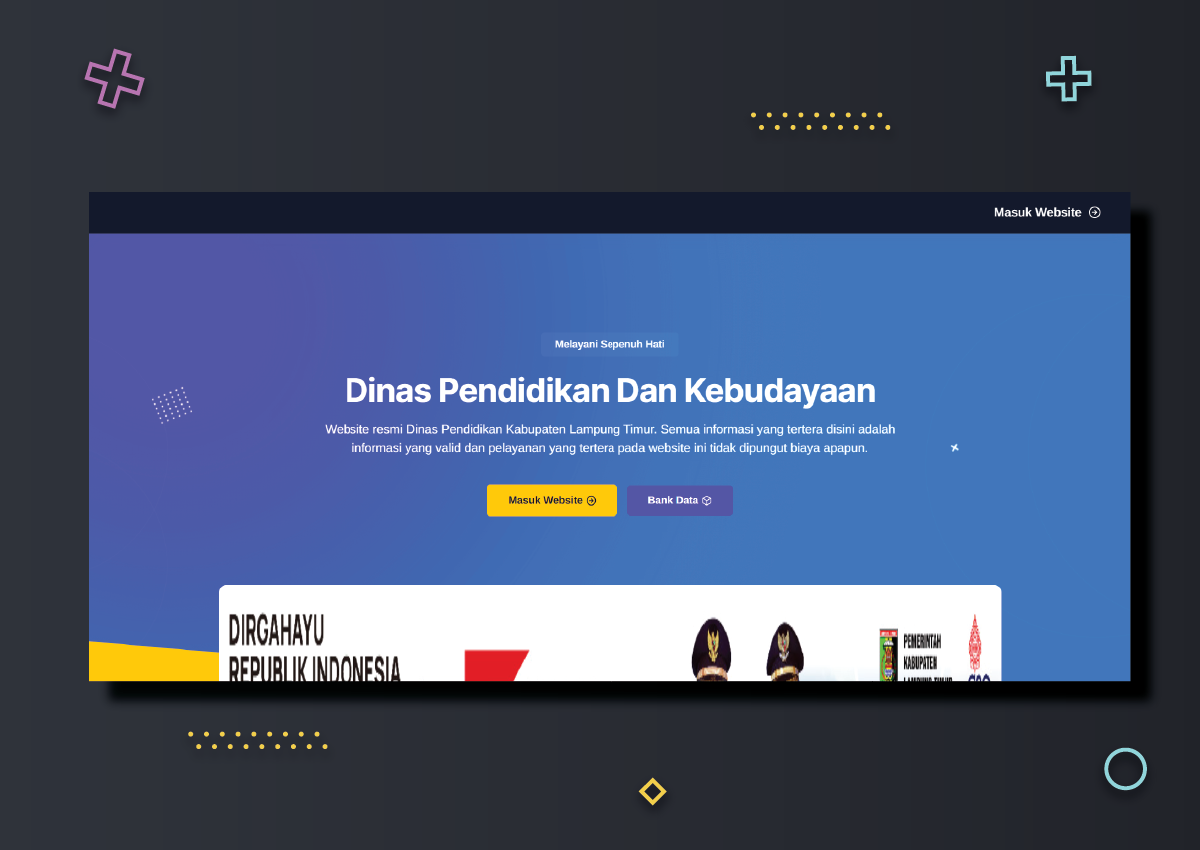 Masuk Website
Melayani Sepenuh Hati
Dinas Pendidikan Dan Kebudayaan
Website resmi Dinas Pendidikan Kabupaten Lampung Timur. Semua informasi yang tertera disini adalah
informasi yang valid dan pelayanan yang tertera pada website ini tidak dipungut biaya apapun.
Masuk Website
Bank Data
DIRGAHAYU
REPUBLIK INDONESIA
PEMERINTAH
KABUPATEN
LAMPUNG TIMUR